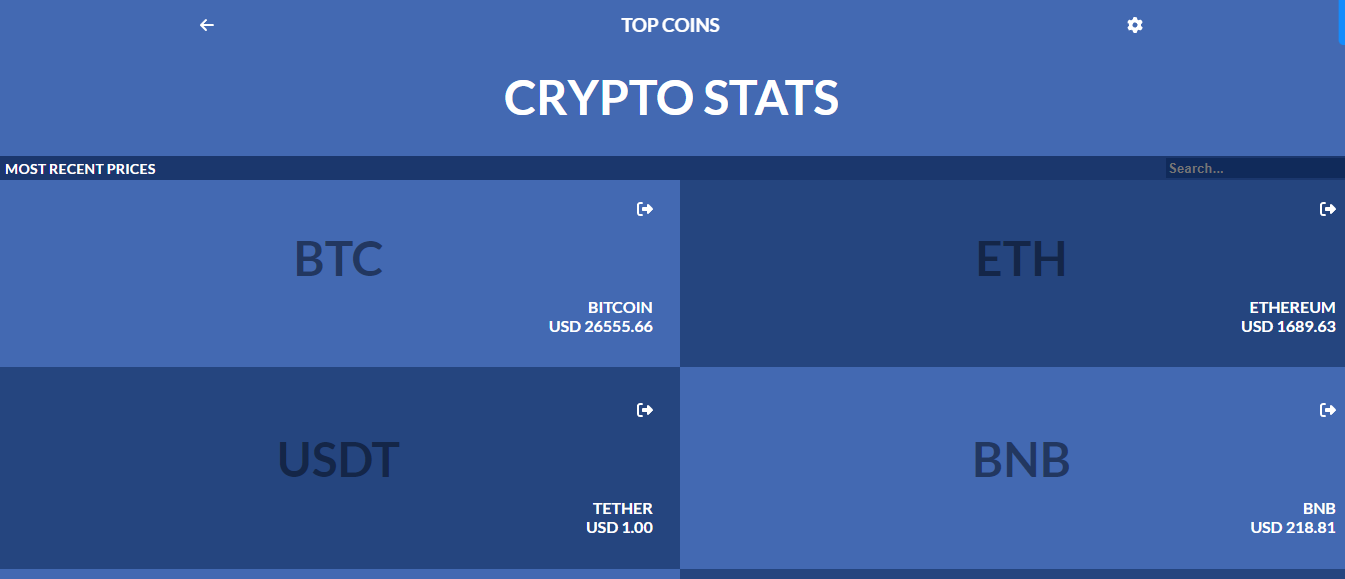 TOP COINS
CRYPTO STATS
MOST RECENT PRICES
Search...
BTC
BITCOIN
USD 26555.66
ETH
ETHEREUM
USD 1689.63
USDT
TETHER
USD 1.00
BNB
BNB
USD 218.81